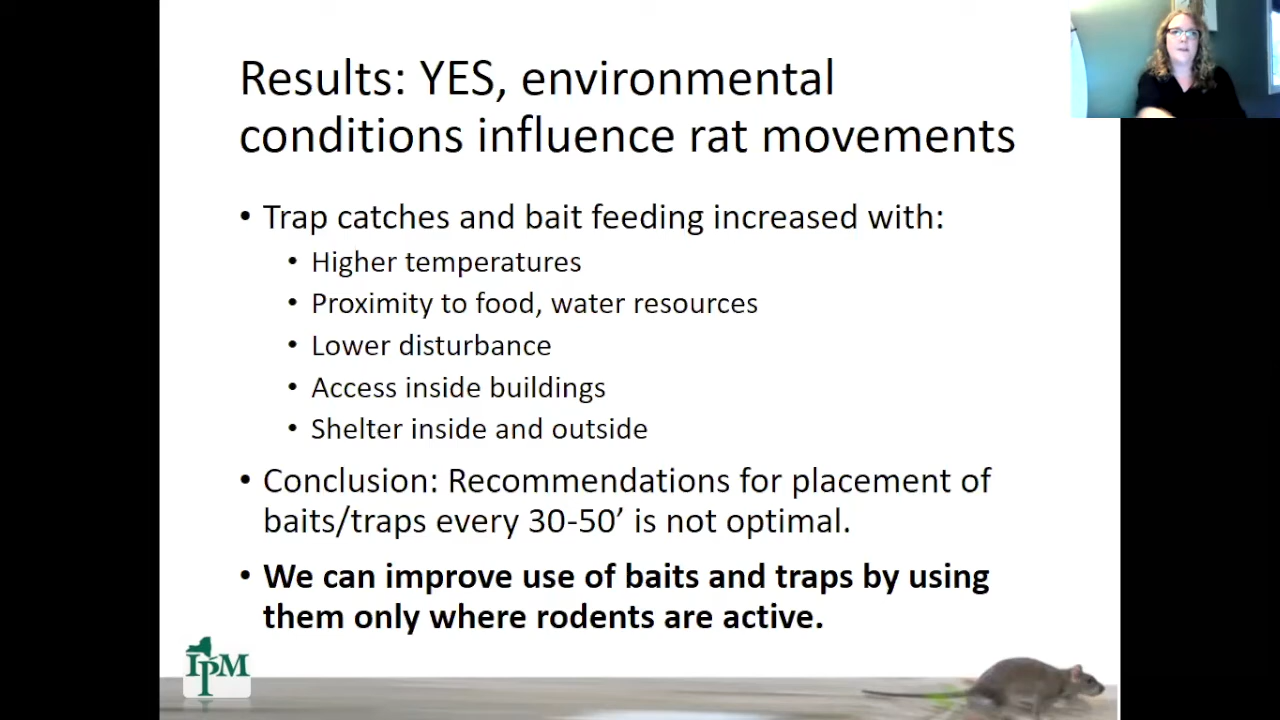 Results: YES, environmental
conditions influence rat movements
• Trap catches and bait feeding increased with:
• Higher temperatures
• Proximity to food, water resources
• Lower disturbance
• Access inside buildings
• Shelter inside and outside
• Conclusion: Recommendations for placement of
baits/traps every 30-50’ is not optimal.
• We can improve use of baits and traps by using
them only where rodents are active.
IPM